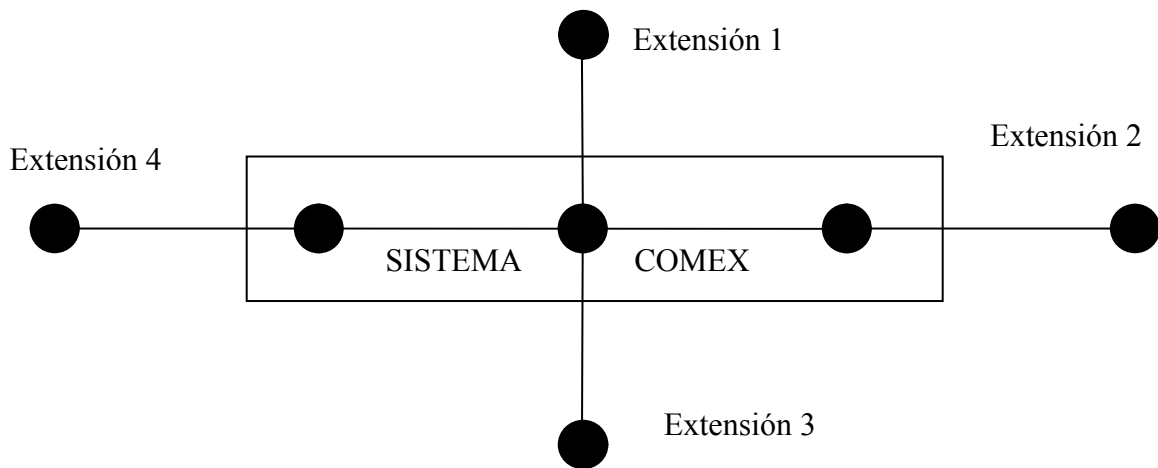 Extensión 1
Extensión 2
Extensión 4
SISTEMA COMEX
Extensión 3